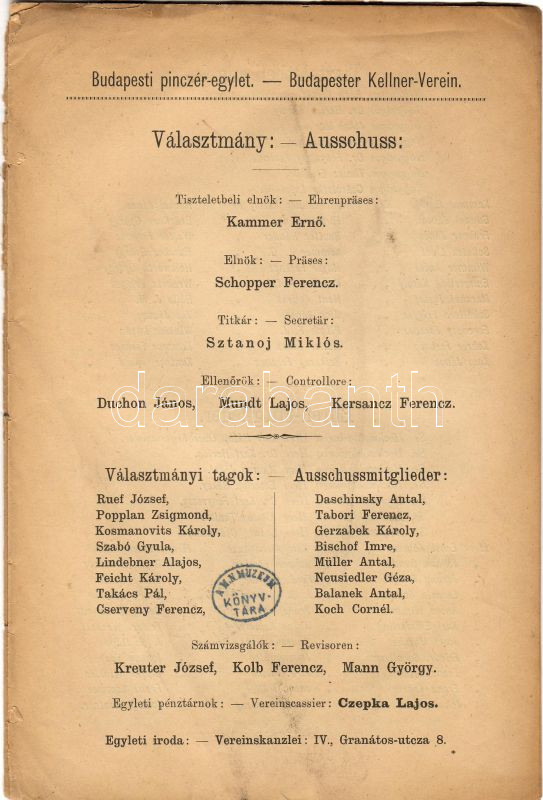 Budapesti pinczér-egylet. — Budapester Kellner-Verein.
Választmány: — Ausschuss:
Tiszteletbeli elnök: — Ehrenpräses:
Kammer Ernő.
Elnök: — Präses:
Schopper Ferencz.
Titkár: — Secretär:
Sztanoj Miklós.
Ellenőrök: — Controllore:
Duchon János, Mundt Lajos, Kersancz Ferencz.
darabanth
Választmányi tagok: — Ausschussmitglieder:
Ruef József,
Popplan Zsigmond,
Kosmanovits Károly,
Szabó Gyula,
Lindebner Alajos,
Feicht Károly,
Takács Pál,
Cserveny Ferencz,
Daschinsky Antal,
Tabori Ferencz,
Gerzabek Károly,
Bischof Imre,
Müller Antal,
Neusiedler Géza,
Balanek Antal,
Koch Cornél.
A M. N. MUZEUM
KÖNYV-
TÁRA
Számvizsgálók: — Revisoren:
Kreuter József, Kolb Ferencz, Mann György.
Egyleti pénztárnok: — Vereinscassier: Czepka Lajos.
Egyleti iroda: — Vereinskanzlei: IV., Granátos-utcza 8.